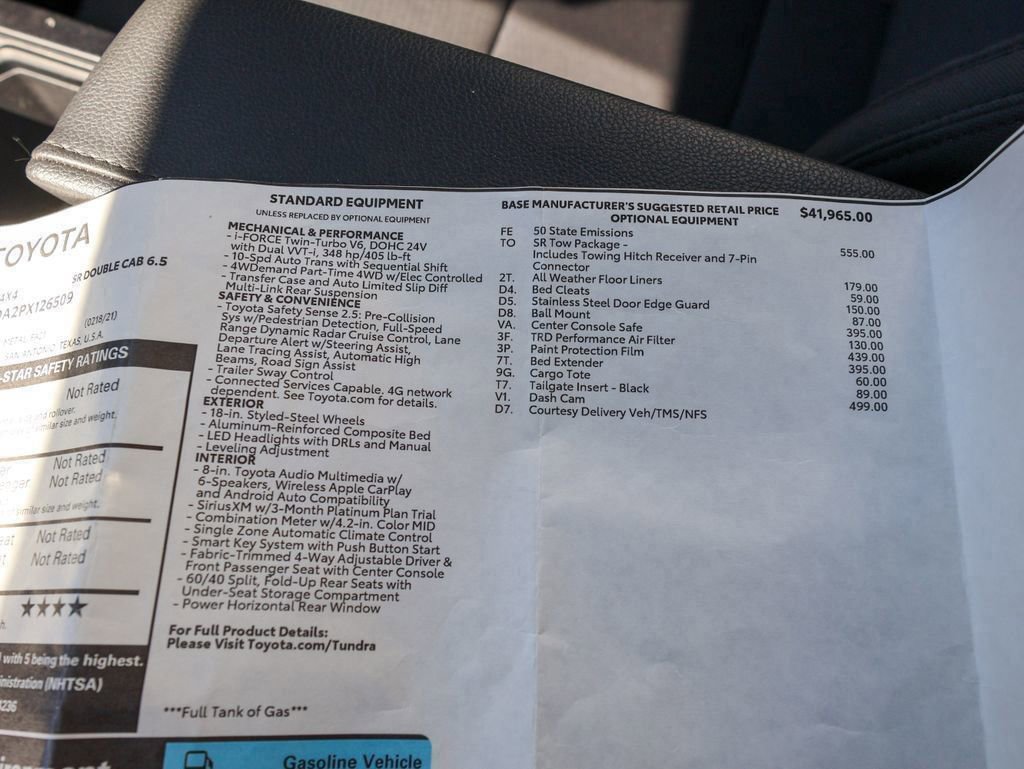 TOYOTA
SR DOUBLE CAB 6.5
4X4
DA2PX126509
(0218/21)
METAL FACT
SAN ANTONIO, TEXAS, U.S.A.
-STAR SAFETY RATINGS
Not Rated
rollover.
similar size and weight.
Not Rated
Not Rated
similar size and weight.
Not Rated
Not Rated
★★★★
with 5 being the highest.
(NHTSA)
4236
STANDARD EQUIPMENT
UNLESS REPLACED BY OPTIONAL EQUIPMENT
MECHANICAL & PERFORMANCE
- i-FORCE Twin-Turbo V6, DOHC 24V
with Dual VVT-i, 348 hp/405 lb-ft
- 10-Spd Auto Trans with Sequential Shift
- 4WDemand Part-Time 4WD w/Elec Controlled
- Transfer Case and Auto Limited Slip Diff
Multi-Link Rear Suspension
SAFETY & CONVENIENCE
- Toyota Safety Sense 2.5: Pre-Collision
Sys w/Pedestrian Detection, Full-Speed
Range Dynamic Radar Cruise Control, Lane
Departure Alert w/Steering Assist,
Lane Tracing Assist, Automatic High
Beams, Road Sign Assist
- Trailer Sway Control
- Connected Services Capable, 4G network
dependent. See Toyota.com for details.
EXTERIOR
- 18-in. Styled-Steel Wheels
- Aluminum-Reinforced Composite Bed
- LED Headlights with DRLs and Manual
- Leveling Adjustment
INTERIOR
- 8-in. Toyota Audio Multimedia w/
6-Speakers, Wireless Apple CarPlay
and Android Auto Compatibility
- SiriusXM w/3-Month Platinum Plan Trial
- Combination Meter w/4.2-in. Color MID
- Single Zone Automatic Climate Control
- Smart Key System with Push Button Start
- Fabric-Trimmed 4-Way Adjustable Driver &
Front Passenger Seat with Center Console
- 60/40 Split, Fold-Up Rear Seats with
Under-Seat Storage Compartment
- Power Horizontal Rear Window
For Full Product Details:
Please Visit Toyota.com/Tundra
***Full Tank of Gas***
Gasoline Vehicle
BASE MANUFACTURER'S SUGGESTED RETAIL PRICE $41,965.00
OPTIONAL EQUIPMENT
FE 50 State Emissions
TO SR Tow Package - 555.00
Includes Towing Hitch Receiver and 7-Pin
Connector
2T. All Weather Floor Liners 179.00
D4. Bed Cleats 59.00
D5. Stainless Steel Door Edge Guard 150.00
D8. Ball Mount 87.00
VA. Center Console Safe 395.00
3F. TRD Performance Air Filter 130.00
3P. Paint Protection Film 439.00
7T. Bed Extender 395.00
9G. Cargo Tote 60.00
T7. Tailgate Insert - Black 89.00
V1. Dash Cam 499.00
D7. Courtesy Delivery Veh/TMS/NFS